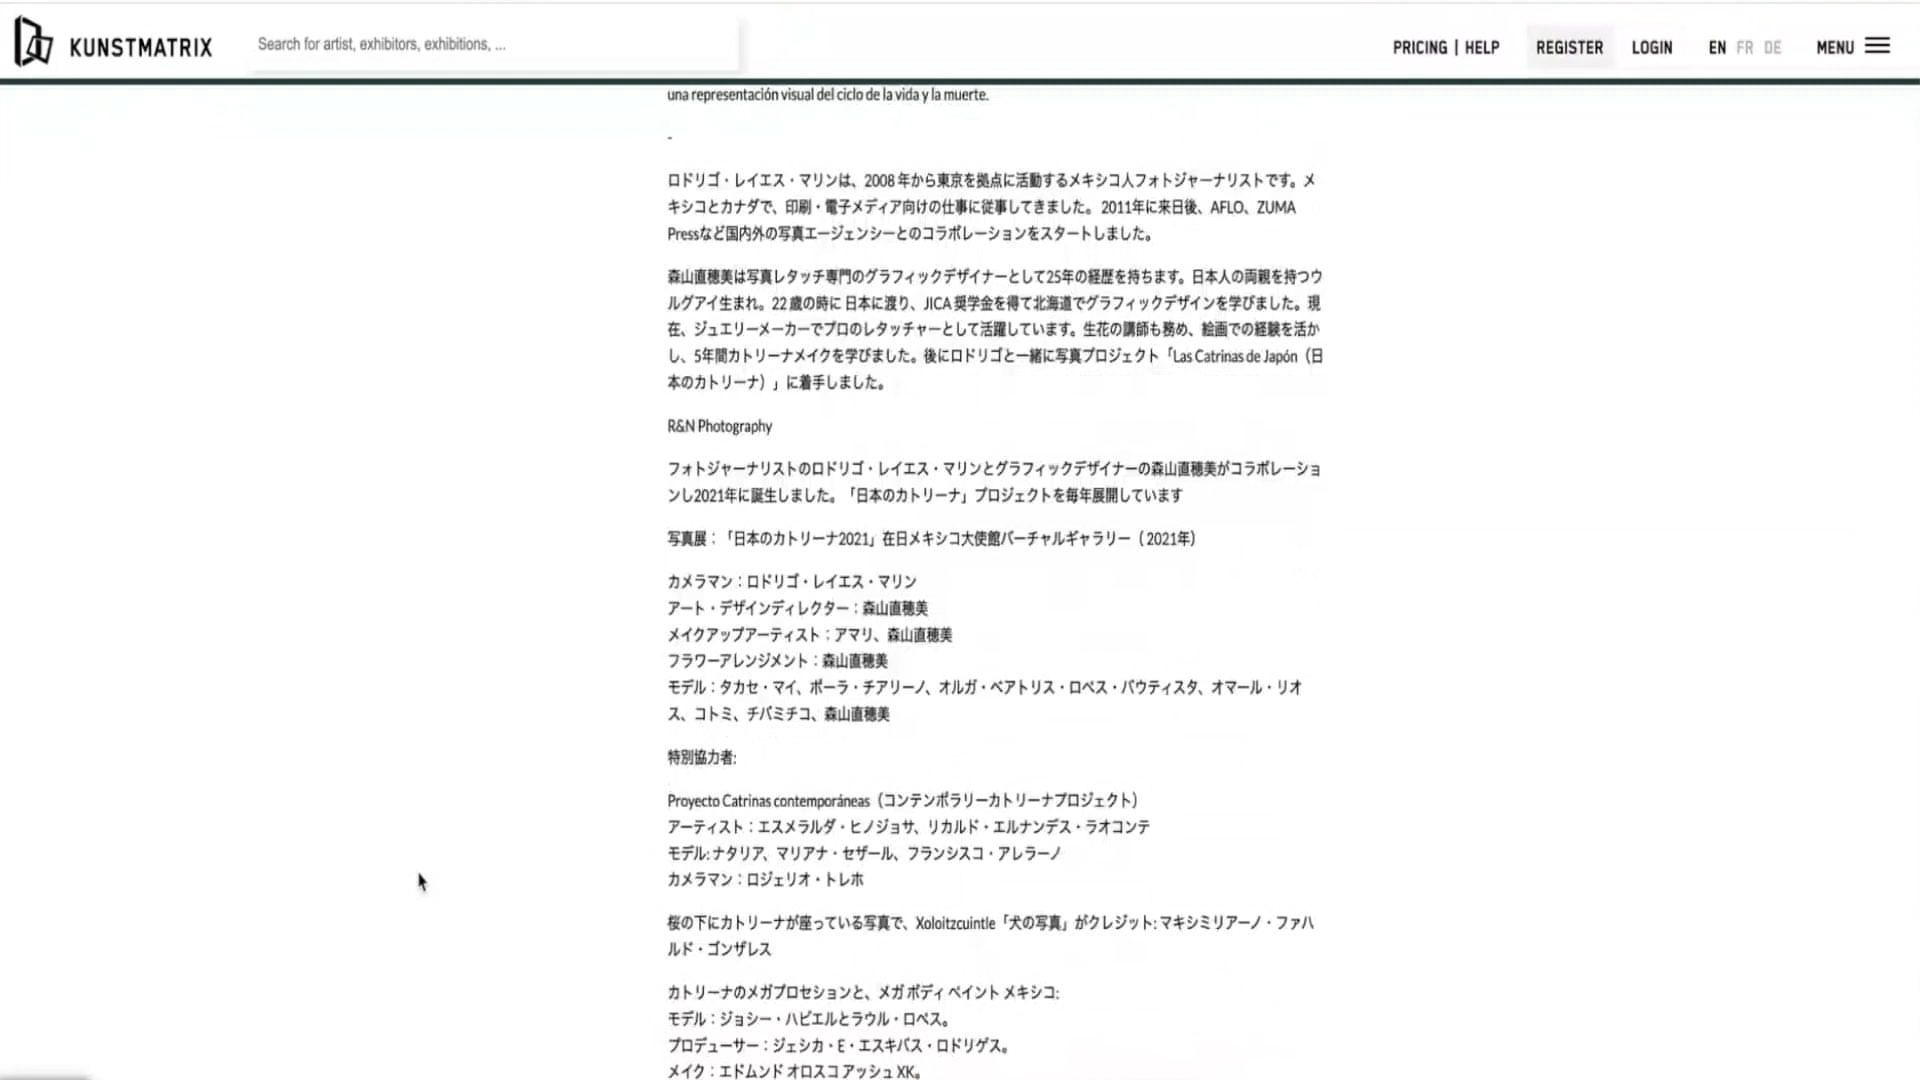 KUNSTMATRIX
Search for artist, exhibitors, exhibitions, ...
PRICING | HELP
REGISTER
LOGIN
EN FR DE
MENU
una representación visual del ciclo de la vida y la muerte.
-
ロドリゴ・レイエス・マリンは、2008 年から東京を拠点に活動するメキシコ人フォトジャーナリストです。メ
キシコとカナダで、印刷・電子メディア向けの仕事に従事してきました。2011年に来日後、AFLO、ZUMA
Pressなど国内外の写真エージェンシーとのコラボレーションをスタートしました。
森山直穂美は写真レタッチ専門のグラフィックデザイナーとして25年の経歴を持ちます。日本人の両親を持つウ
ルグアイ生まれ。22 歳の時に 日本に渡り、JICA 奨学金を得て北海道でグラフィックデザインを学びました。現
在、ジュエリーメーカーでプロのレタッチャーとして活躍しています。生花の講師も務め、絵画での経験を活か
し、5年間カトリーナメイクを学びました。後にロドリゴと一緒に写真プロジェクト「Las Catrinas de Japón（日
本のカトリーナ）」に着手しました。
R&N Photography
フォトジャーナリストのロドリゴ・レイエス・マリンとグラフィックデザイナーの森山直穂美がコラボレーショ
ンし2021年に誕生しました。「日本のカトリーナ」プロジェクトを毎年展開しています
写真展：「日本のカトリーナ2021」在日メキシコ大使館バーチャルギャラリー（ 2021年）
カメラマン：ロドリゴ・レイエス・マリン
アート・デザインディレクター：森山直穂美
メイクアップアーティスト：アマリ、森山直穂美
フラワーアレンジメント：森山直穂美
モデル：タカセ・マイ、ポーラ・チアリーノ、オルガ・ベアトリス・ロペス・バウティスタ、オマール・リオ
ス、コトミ、チバミチコ、森山直穂美
特別協力者:
Proyecto Catrinas contemporáneas（コンテンポラリーカトリーナプロジェクト）
アーティスト：エスメラルダ・ヒノジョサ、リカルド・エルナンデス・ラオコンテ
モデル: ナタリア、マリアナ・セザール、フランシスコ・アレラーノ
カメラマン：ロジェリオ・トレホ
桜の下にカトリーナが座っている写真で、Xoloitzcuintle「犬の写真」がクレジット: マキシミリアーノ・ファハ
ルド・ゴンザレス
カトリーナのメガプロセションと、メガ ボディ ペイント メキシコ:
モデル：ジョシー・ハビエルとラウル・ロペス。
プロデューサー：ジェシカ・E・エスキバス・ロドリゲス。
メイク：エドムンド オロスコ アッシュ XK。